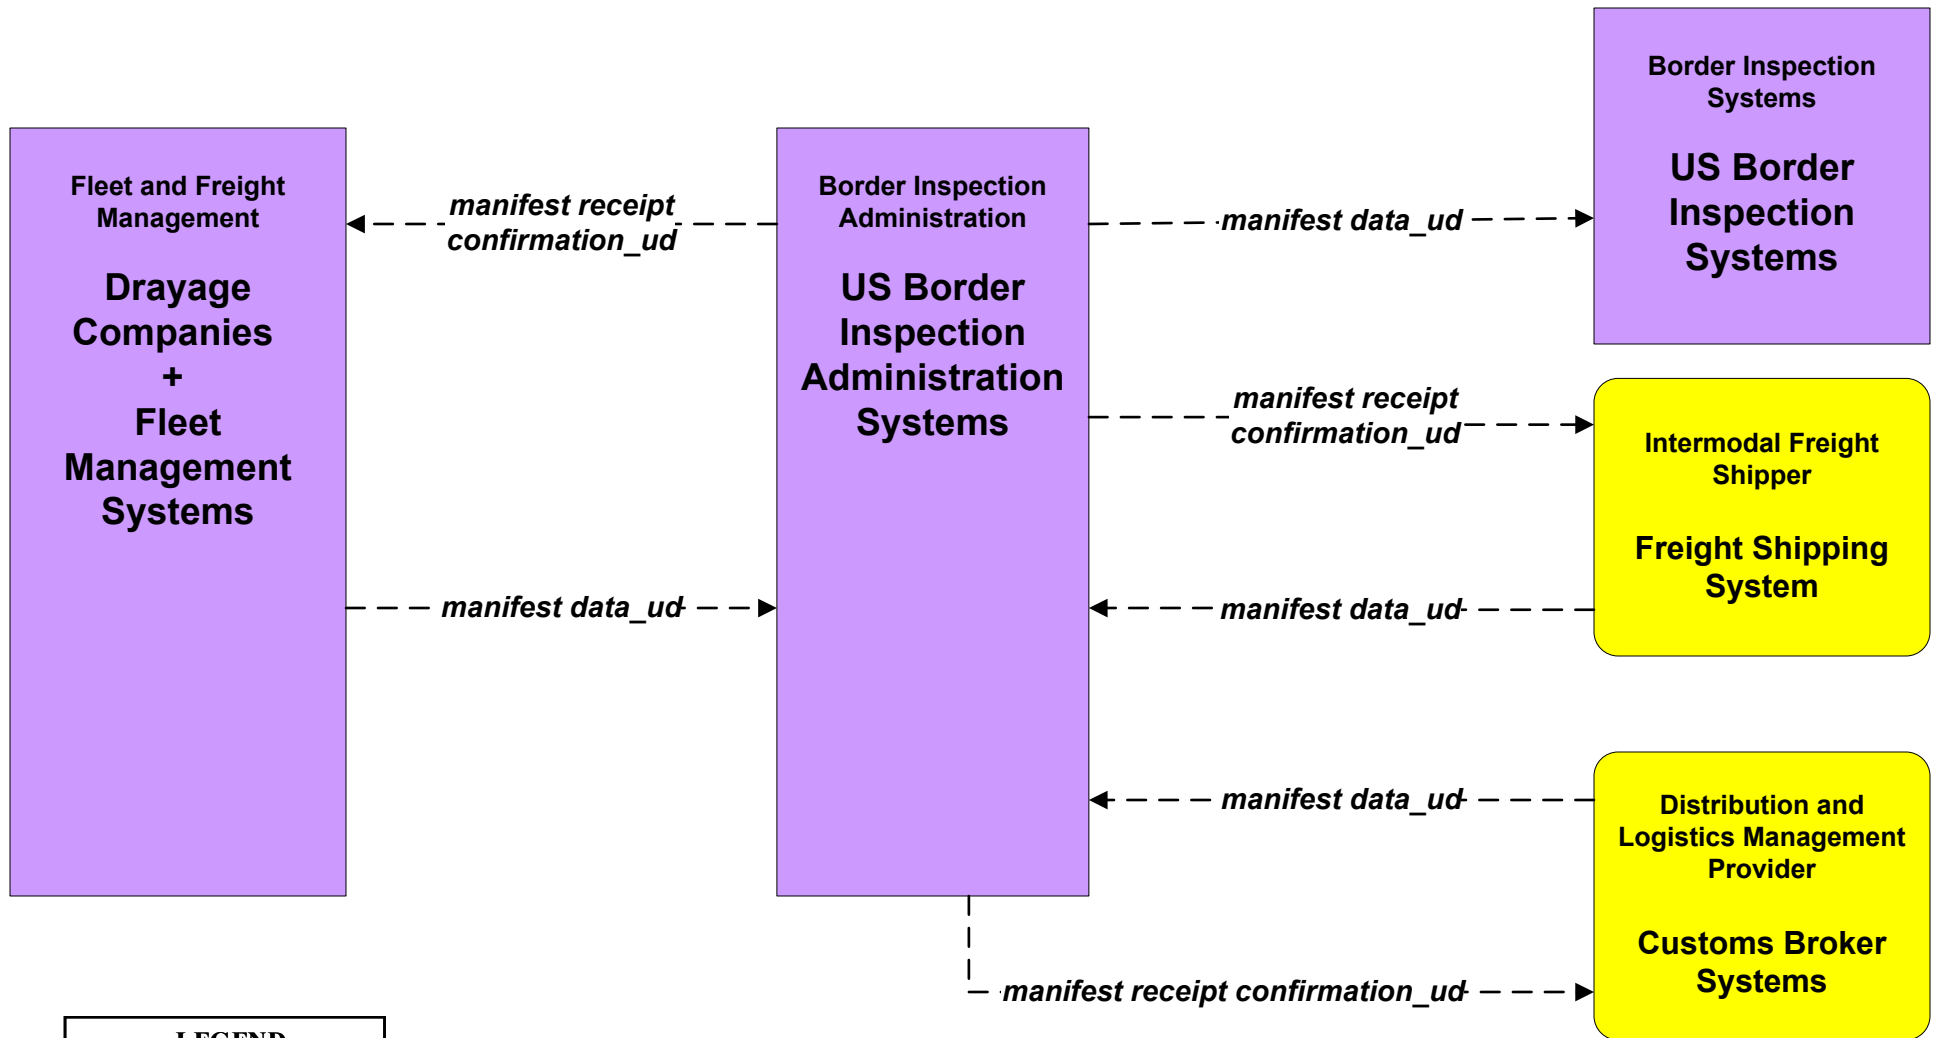 Fleet and Freight
Management
Drayage
Companies
+
Fleet
Management
Systems
manifest receipt
confirmation_ud
manifest data_ud
Border Inspection
Administration
US Border
Inspection
Administration
Systems
manifest data_ud
manifest receipt
confirmation_ud
manifest data_ud
manifest data_ud
manifest receipt confirmation_ud
Border Inspection
Systems
US Border
Inspection
Systems
Intermodal Freight
Shipper
Freight Shipping
System
Distribution and
Logistics Management
Provider
Customs Broker
Systems
LEGEND